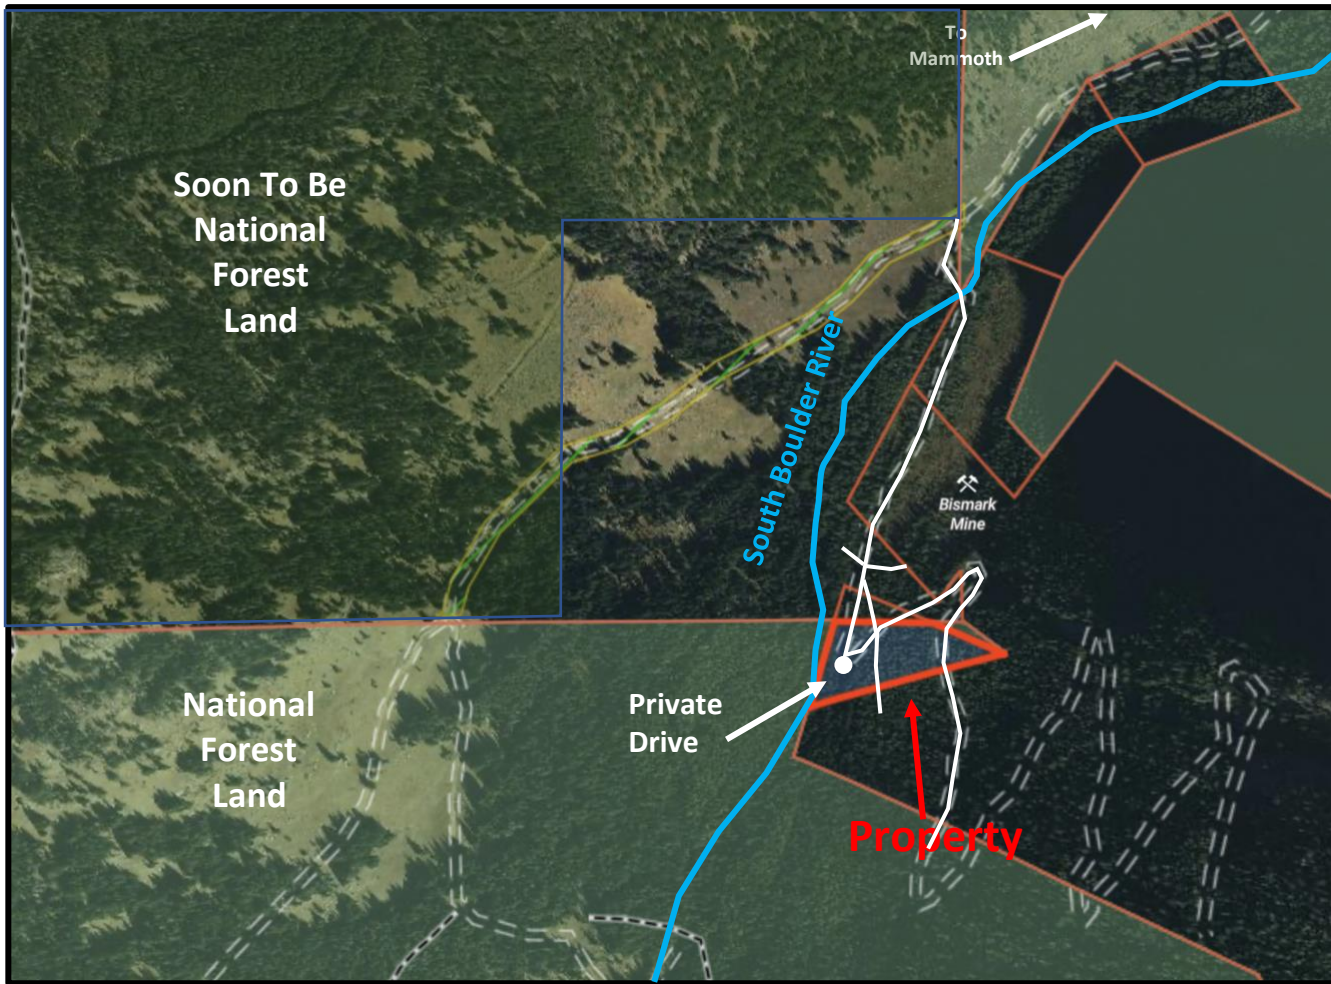 To
Mammoth
Soon To Be
National
Forest
Land
South Boulder River
Bismark
Mine
National
Forest
Land
Private
Drive
Property